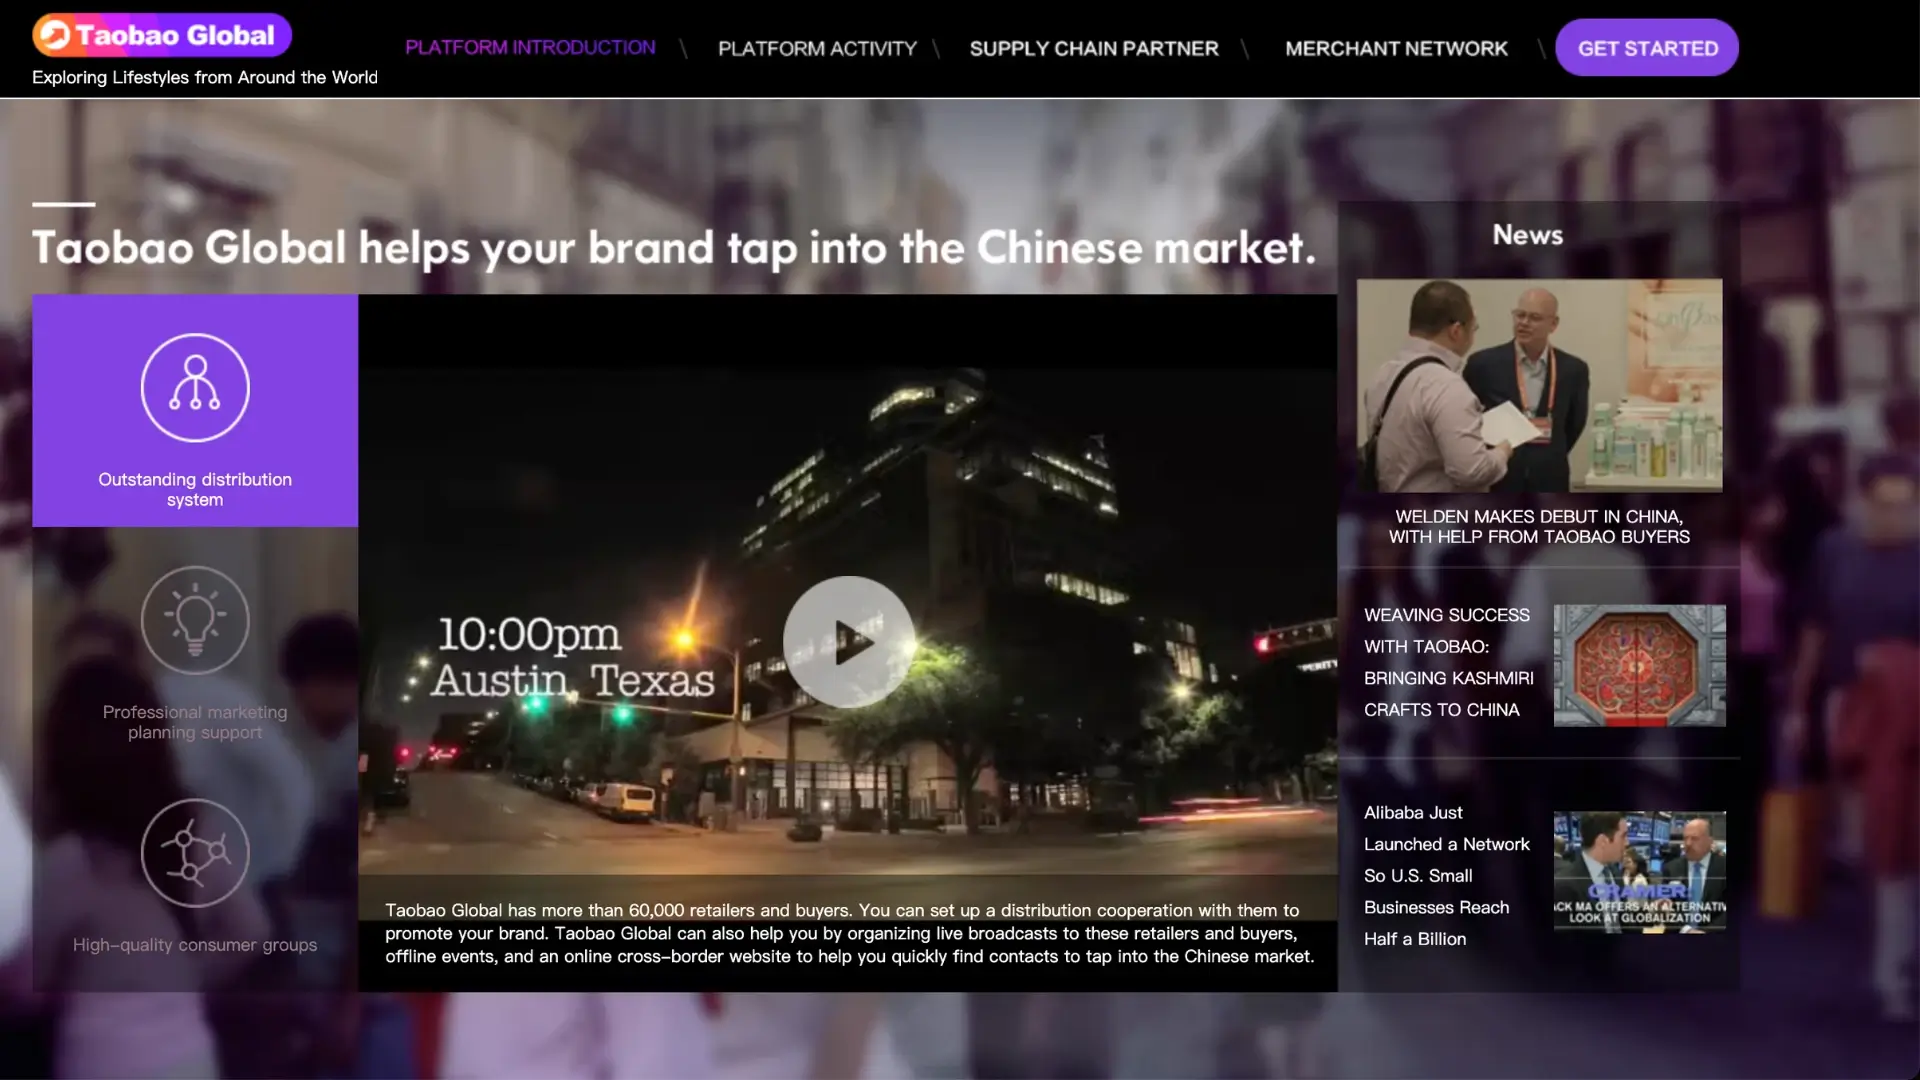 Taobao Global
Exploring Lifestyles from Around the World
PLATFORM INTRODUCTION \ PLATFORM ACTIVITY \ SUPPLY CHAIN PARTNER \ MERCHANT NETWORK \ GET STARTED
Taobao Global helps your brand tap into the Chinese market.
Outstanding distribution
system
Professional marketing
planning support
High-quality consumer groups
10:00pm
Austin, Texas
Taobao Global has more than 60,000 retailers and buyers. You can set up a distribution cooperation with them to
promote your brand. Taobao Global can also help you by organizing live broadcasts to these retailers and buyers,
offline events, and an online cross-border website to help you quickly find contacts to tap into the Chinese market.
News
WELDEN MAKES DEBUT IN CHINA,
WITH HELP FROM TAOBAO BUYERS
WEAVING SUCCESS
WITH TAOBAO:
BRINGING KASHMIRI
CRAFTS TO CHINA
Alibaba Just
Launched a Network
So U.S. Small
Businesses Reach
Half a Billion
CRAMER:
ACK MA OFFERS AN ALTERNATIV
LOOK AT GLOBALIZATION